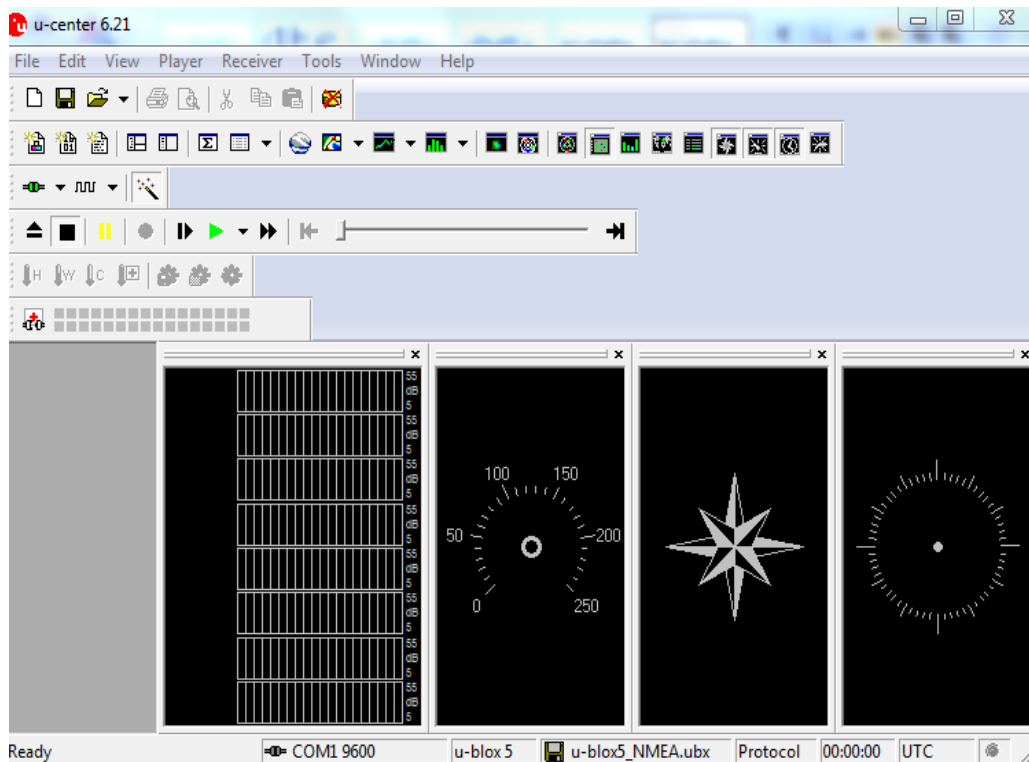 u-center 6.21
File Edit View Player Receiver Tools Window Help
H W C
55
dB
5
55
dB
5
55
dB
5
55
dB
5
55
dB
5
55
dB
5
55
dB
5
55
dB
5
100 150
50 200
0 250
Ready COM1 9600 u-blox 5 u-blox5_NMEA.ubx Protocol 00:00:00 UTC